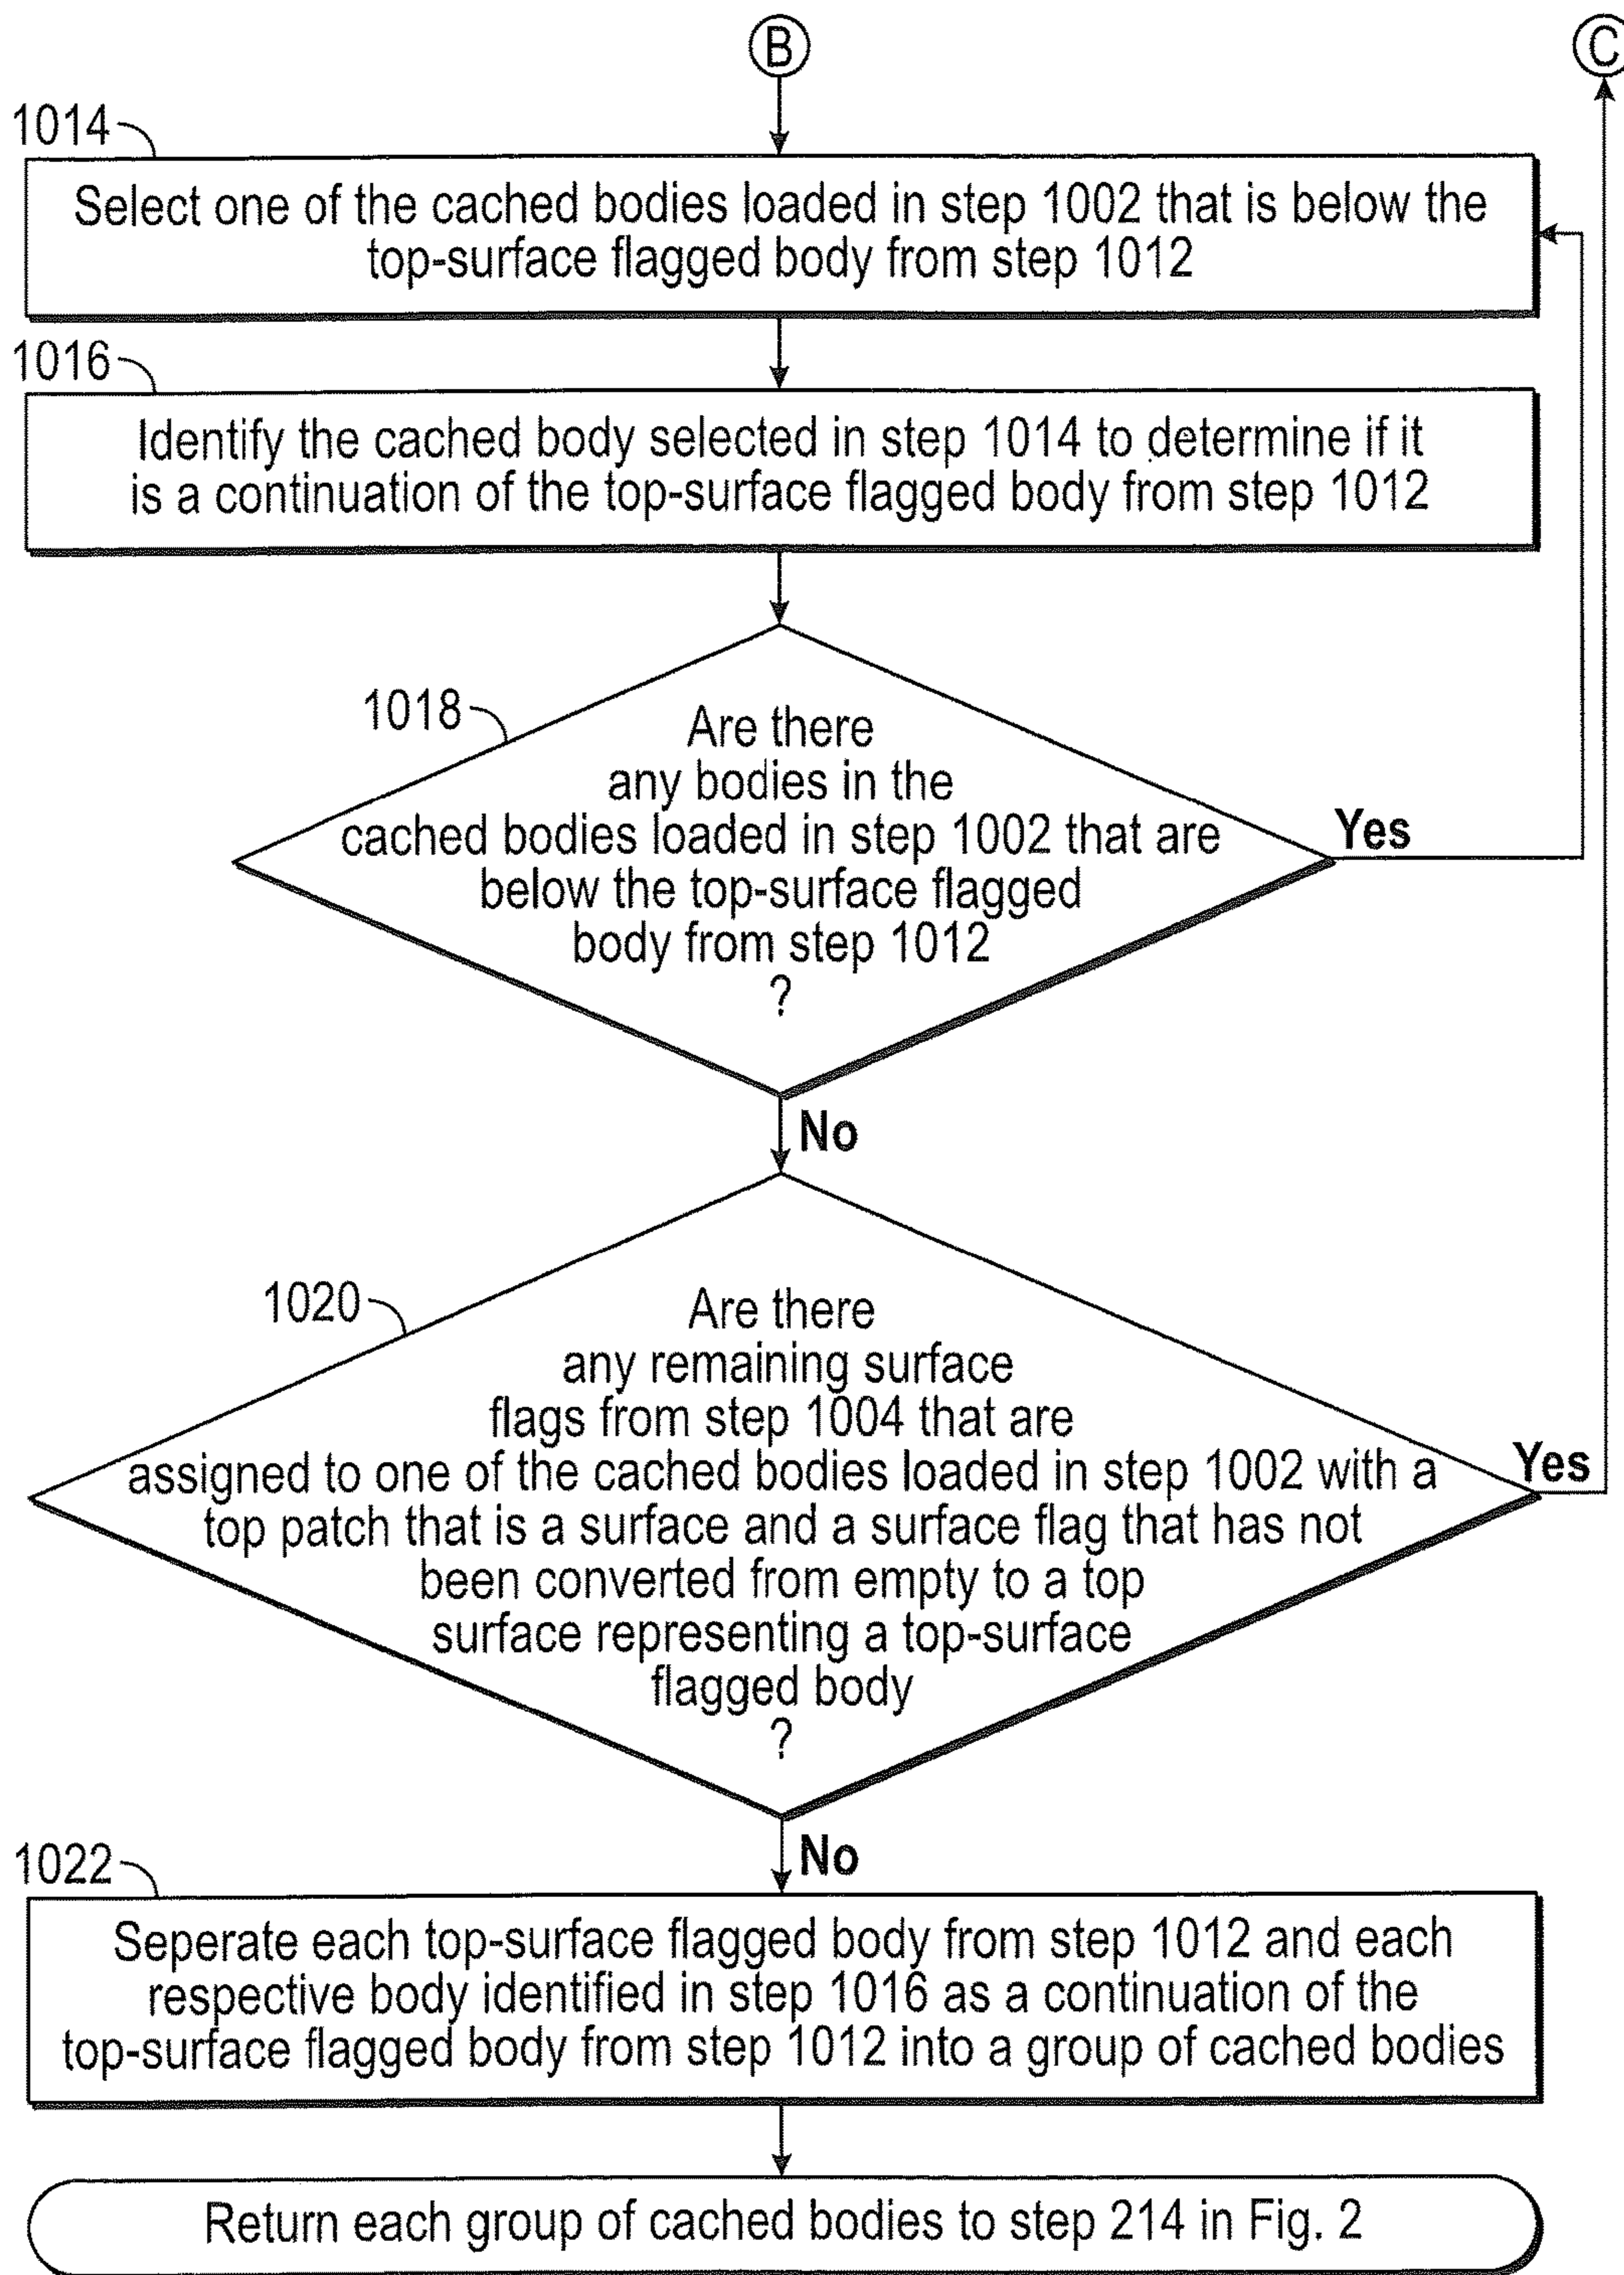 B
C
1014
Select one of the cached bodies loaded in step 1002 that is below the
top-surface flagged body from step 1012
1016
Identify the cached body selected in step 1014 to determine if it
is a continuation of the top-surface flagged body from step 1012
1018
Are there
any bodies in the
cached bodies loaded in step 1002 that are
below the top-surface flagged
body from step 1012
?
Yes
No
1020
Are there
any remaining surface
flags from step 1004 that are
assigned to one of the cached bodies loaded in step 1002 with a
top patch that is a surface and a surface flag that has not
been converted from empty to a top
surface representing a top-surface
flagged body
?
Yes
No
1022
Seperate each top-surface flagged body from step 1012 and each
respective body identified in step 1016 as a continuation of the
top-surface flagged body from step 1012 into a group of cached bodies
Return each group of cached bodies to step 214 in Fig. 2